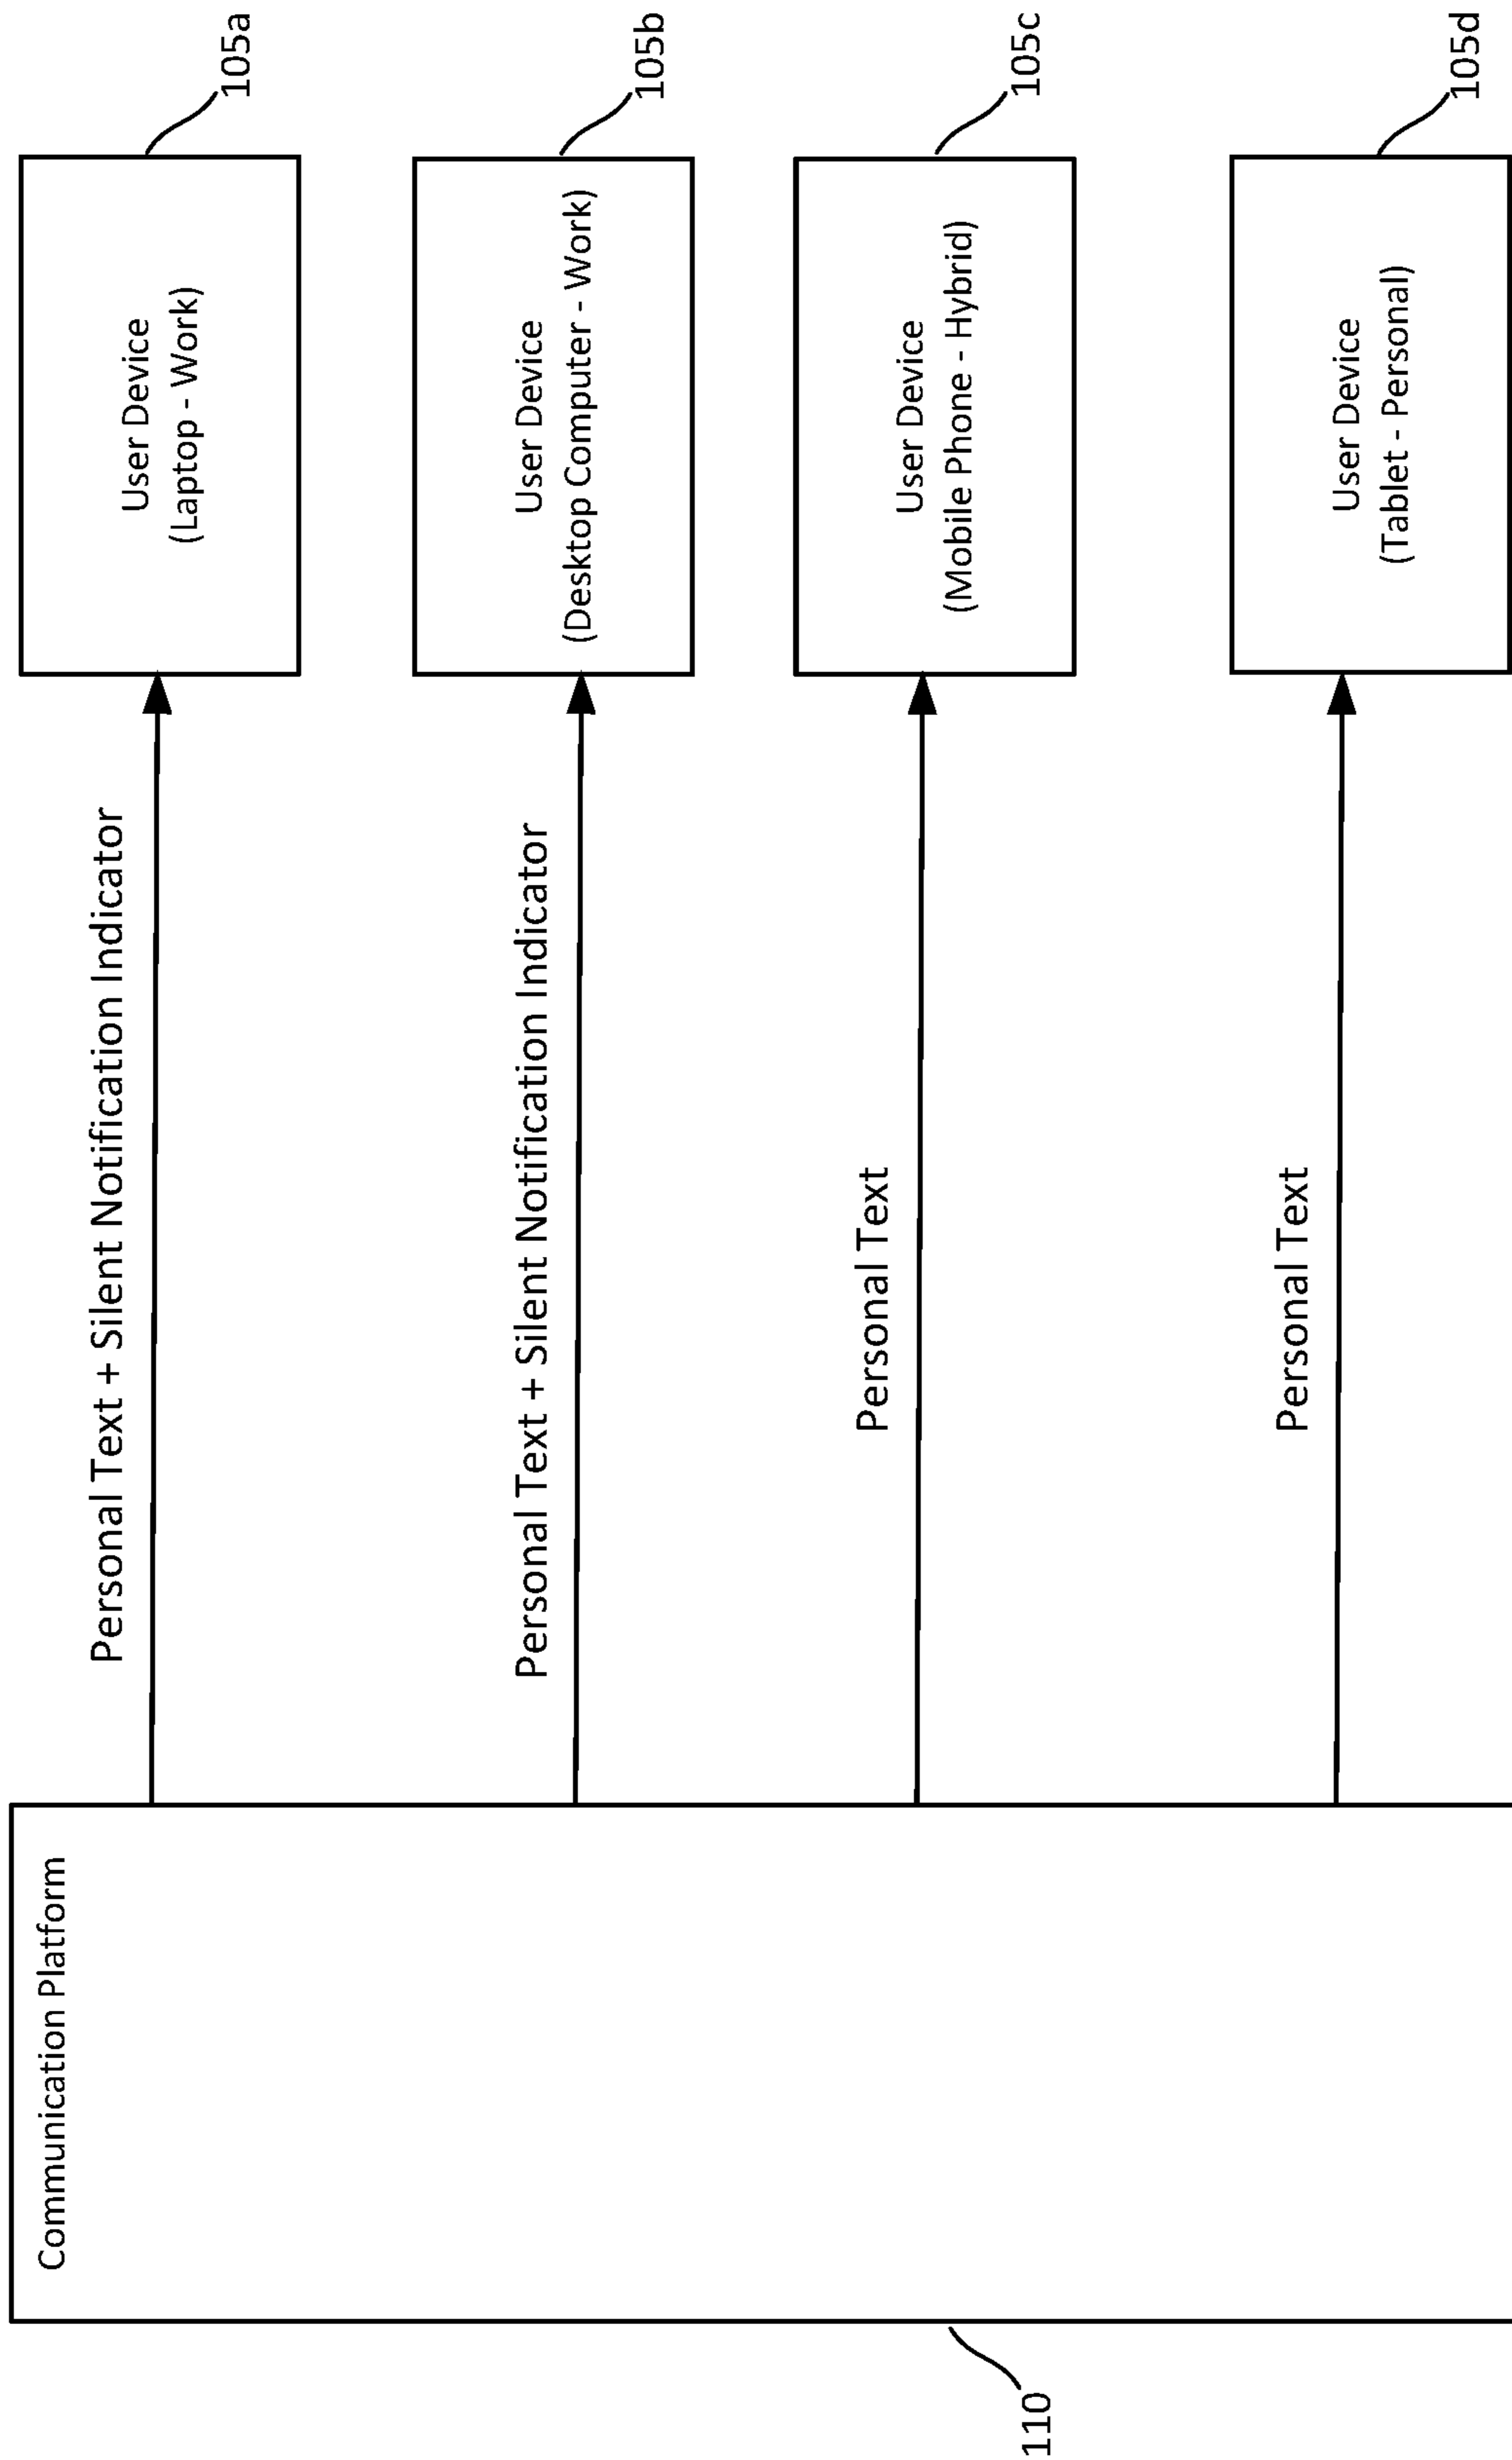 Communication Platform
110
Personal Text + Silent Notification Indicator
User Device
(Laptop - Work)
105a
Personal Text + Silent Notification Indicator
User Device
(Desktop Computer - Work)
105b
Personal Text
User Device
(Mobile Phone - Hybrid)
105c
Personal Text
User Device
(Tablet - Personal)
105d